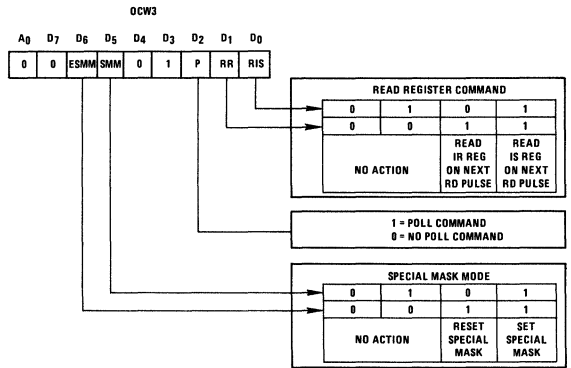 OCW3
A0 D7 D6 D5 D4 D3 D2 D1 D0
0 0 ESMM SMM 0 1 P RR RIS
READ REGISTER COMMAND
0 1 0 1
0 0 1 1
NO ACTION
READ IR REG ON NEXT RD PULSE
READ IS REG ON NEXT RD PULSE
1 = POLL COMMAND
0 = NO POLL COMMAND
SPECIAL MASK MODE
0 1 0 1
0 0 1 1
NO ACTION
RESET SPECIAL MASK
SET SPECIAL MASK